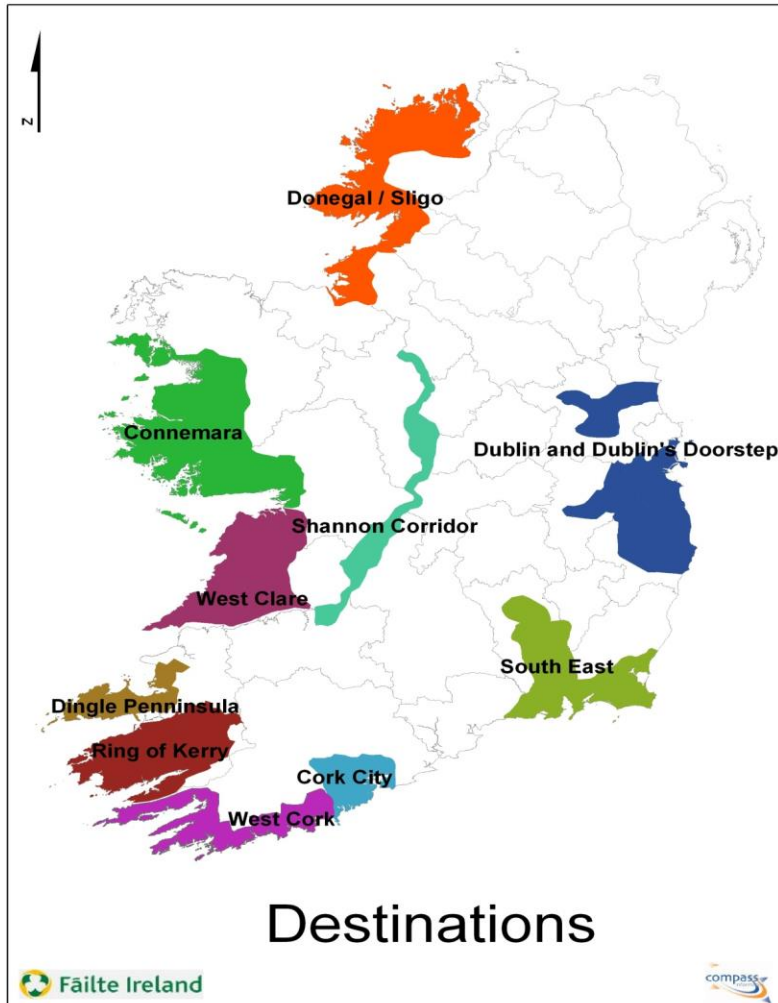 Z
Donegal / Sligo
Connemara
Dublin and Dublin's Doorstep
Shannon Corridor
West Clare
South East
Dingle Penninsula
Ring of Kerry
Cork City
West Cork
Destinations
Fāilte Ireland
compass